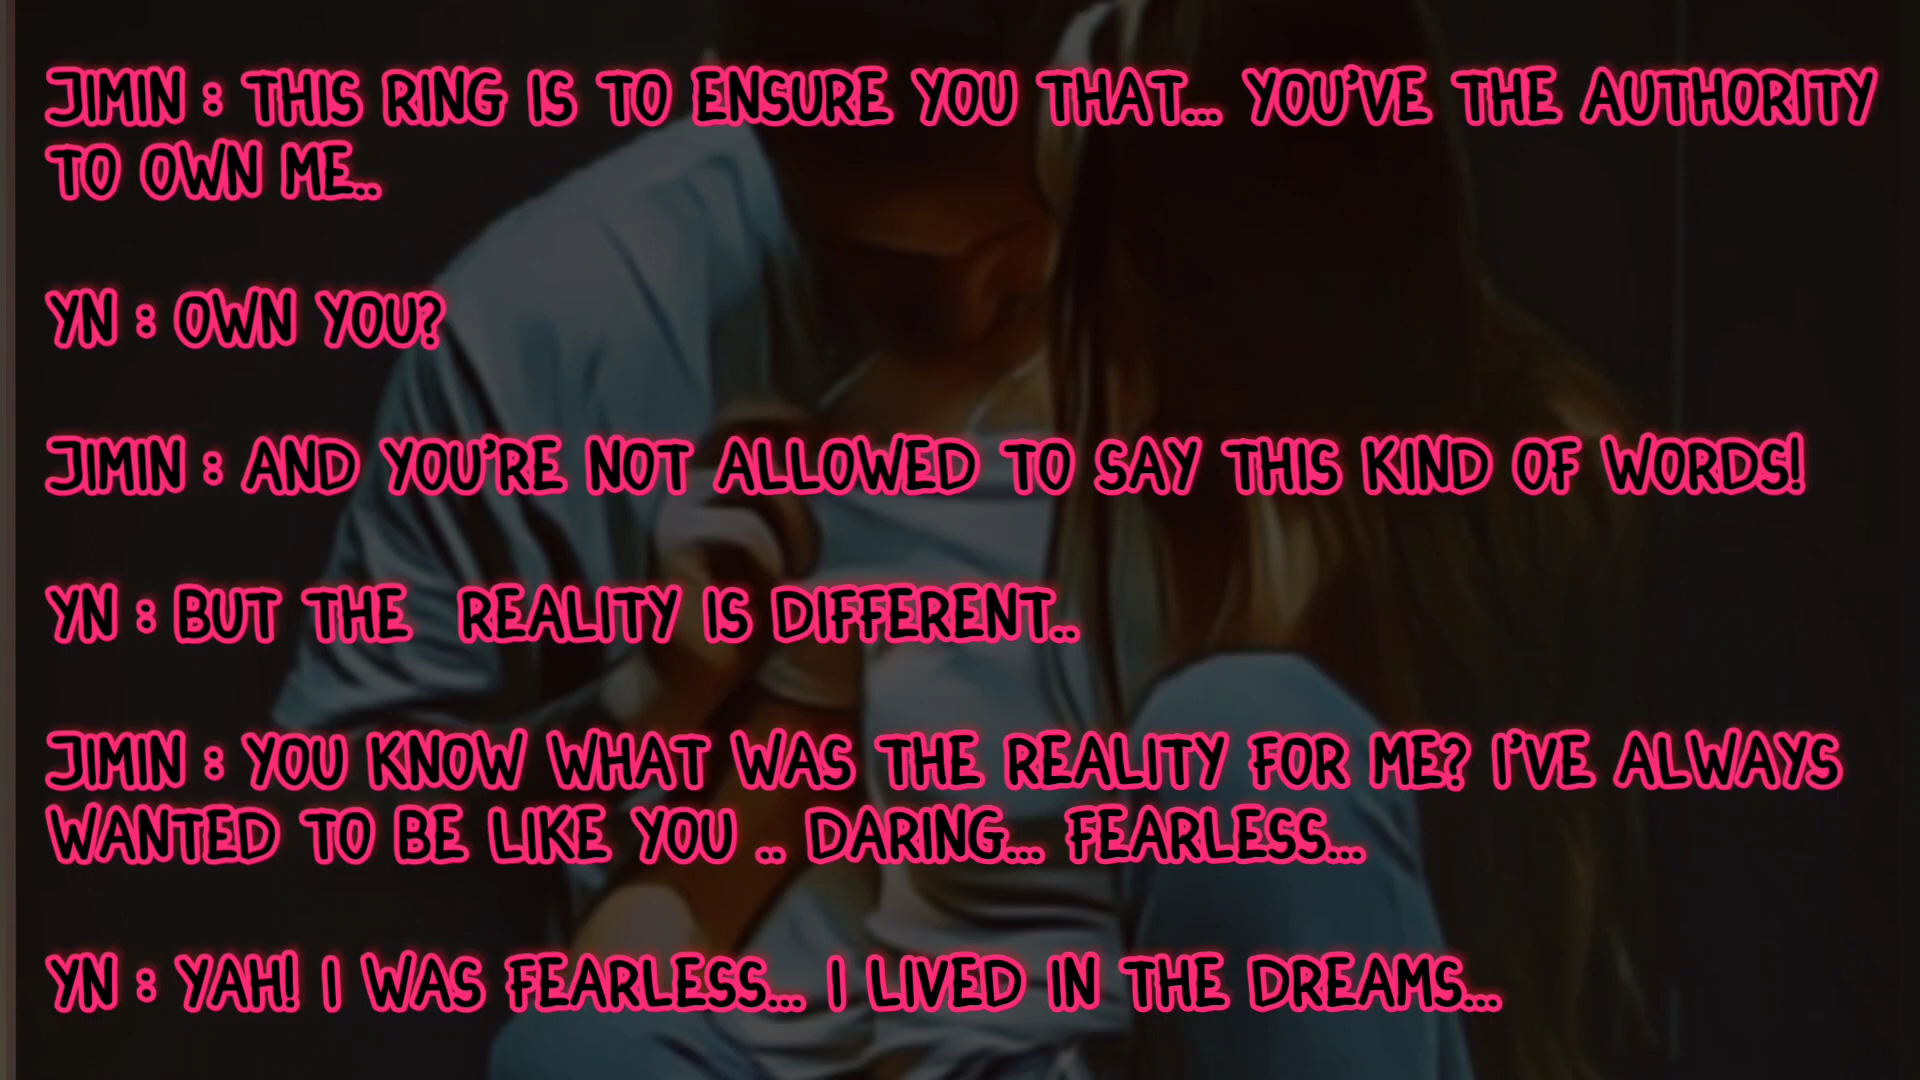 JIMIN : THIS RING IS TO ENSURE YOU THAT... YOU'VE THE AUTHORITY
TO OWN ME..
YN : OWN YOU?
JIMIN : AND YOU'RE NOT ALLOWED TO SAY THIS KIND OF WORDS!
YN : BUT THE  REALITY IS DIFFERENT..
JIMIN : YOU KNOW WHAT WAS THE REALITY FOR ME? I'VE ALWAYS
WANTED TO BE LIKE YOU .. DARING... FEARLESS...
YN : YAH! I WAS FEARLESS... I LIVED IN THE DREAMS...